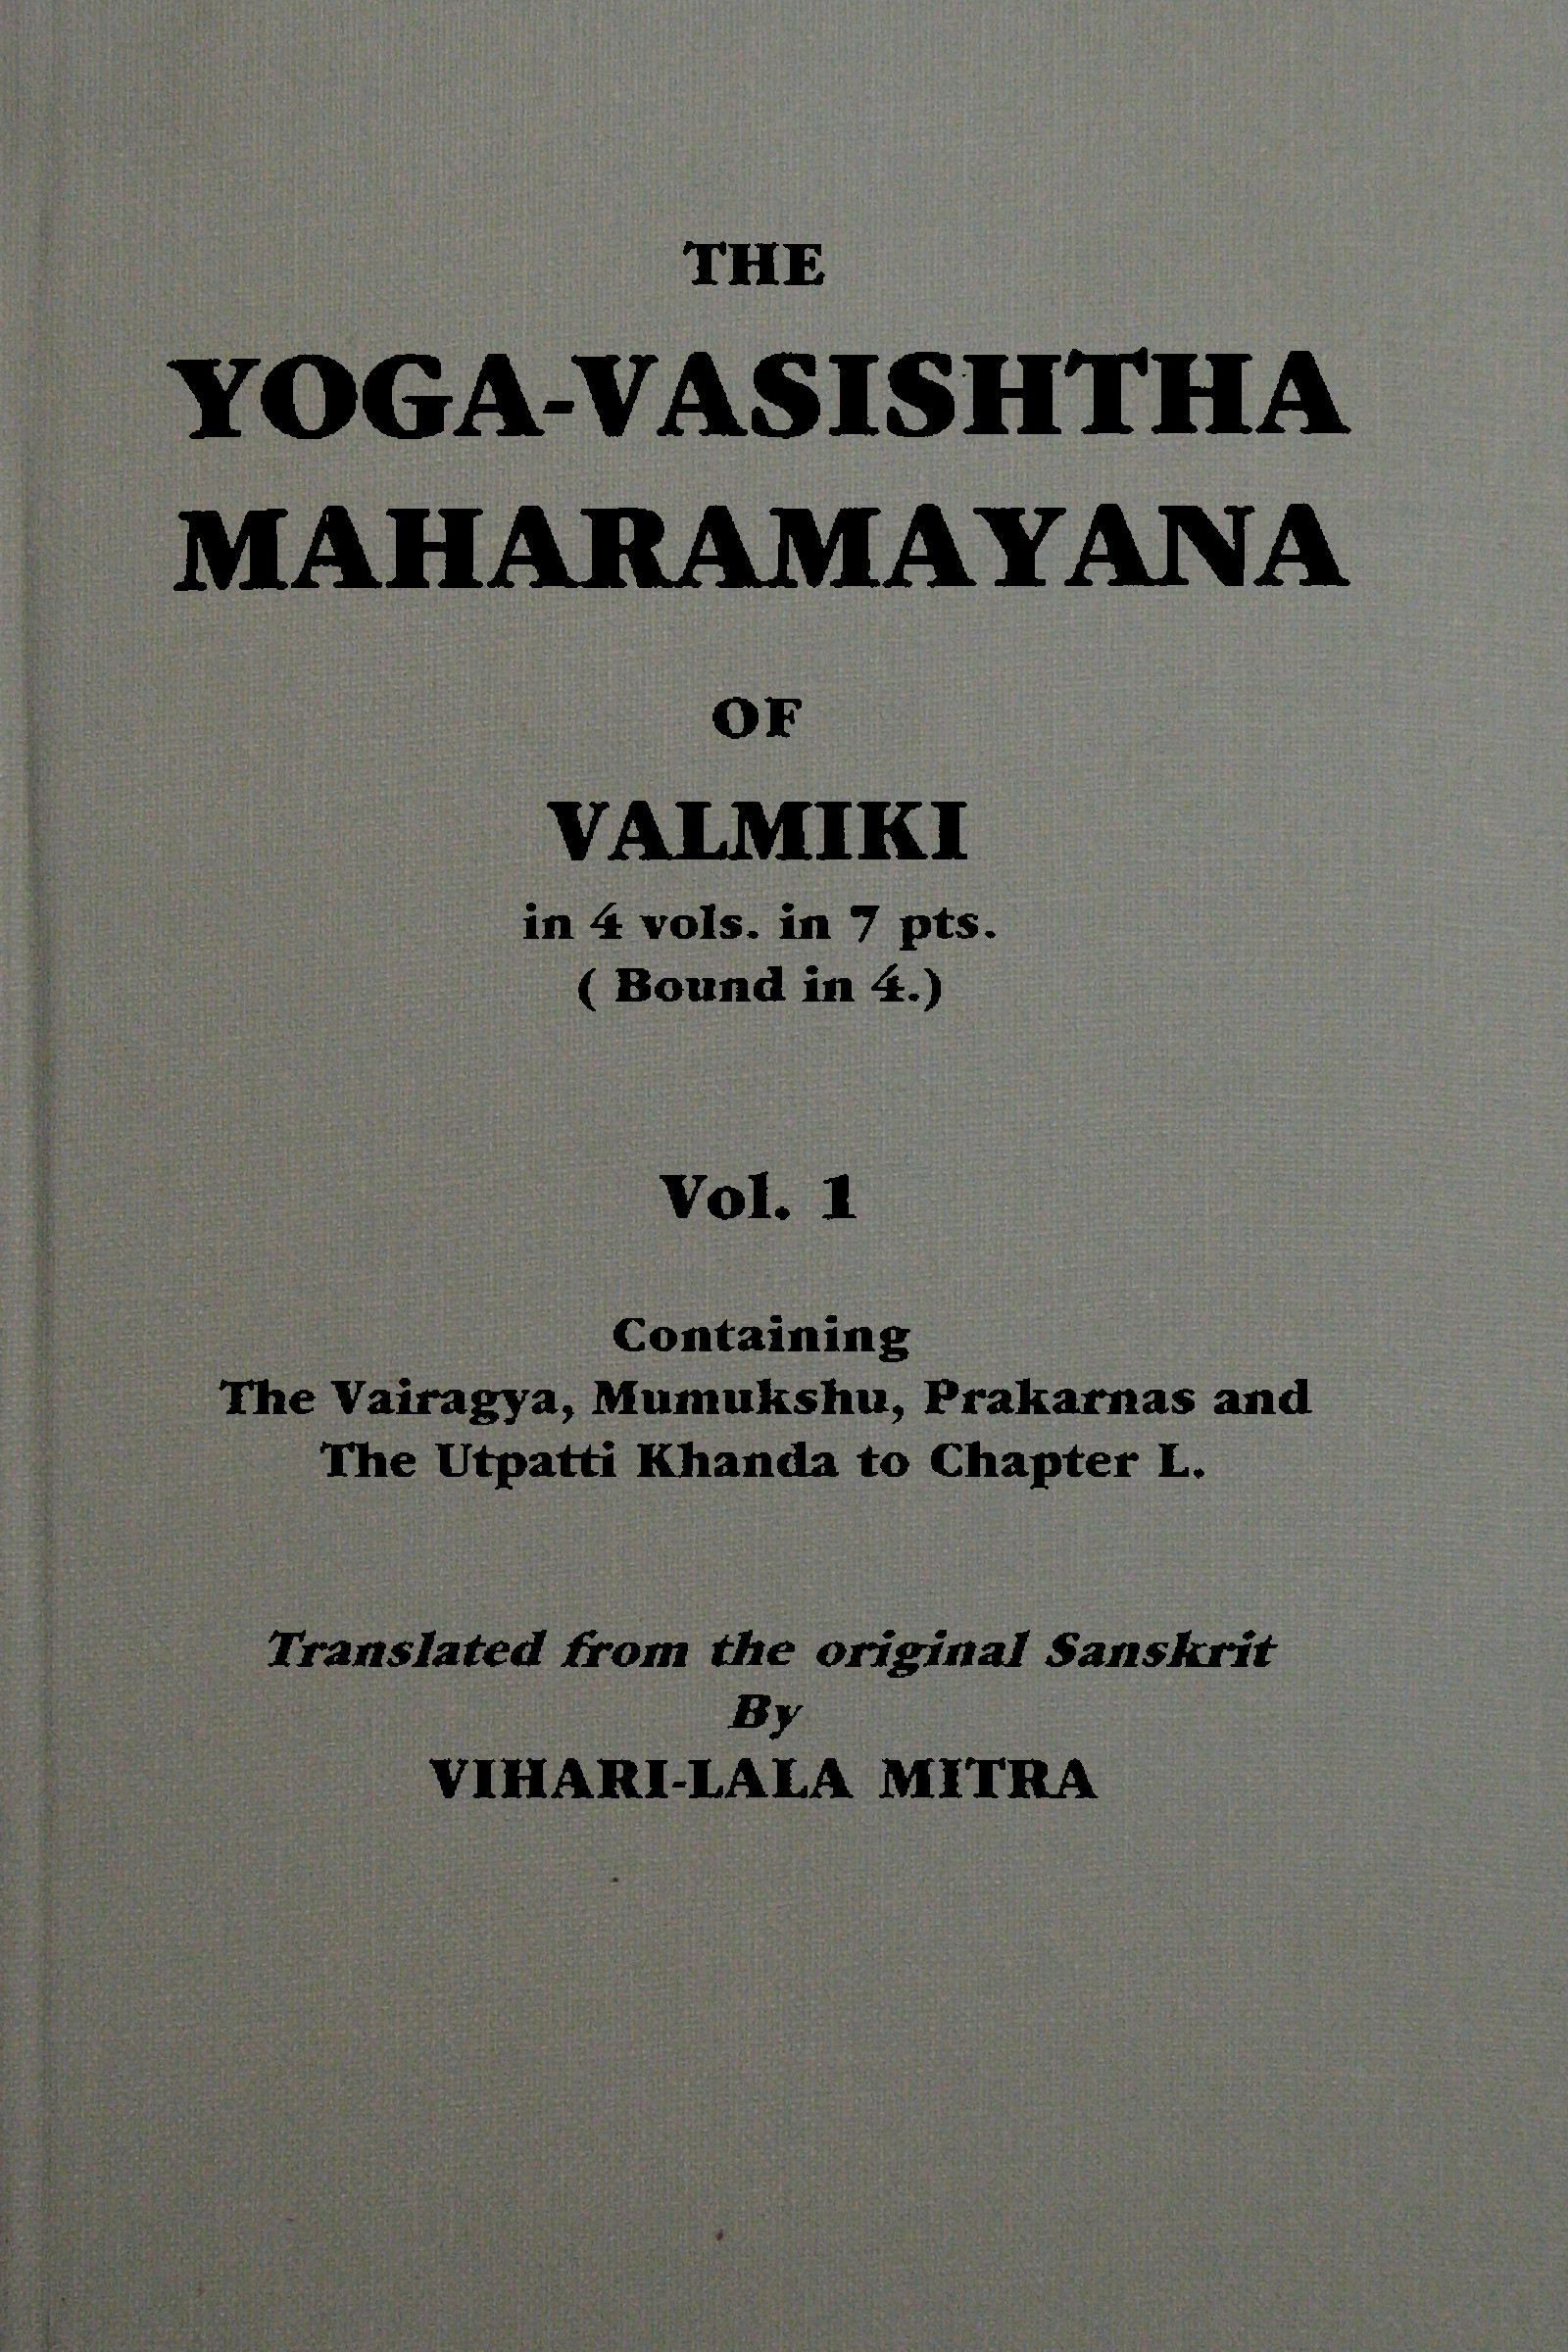 THE
YOGA-VASISHTHA
MAHARAMAYANA
OF
VALMIKI
in 4 vols. in 7 pts.
( Bound in 4.)
Vol. 1
Containing
The Vairagya, Mumukshu, Prakarnas and
The Utpatti Khanda to Chapter L.
Translated from the original Sanskrit
By
VIHARI-LALA MITRA